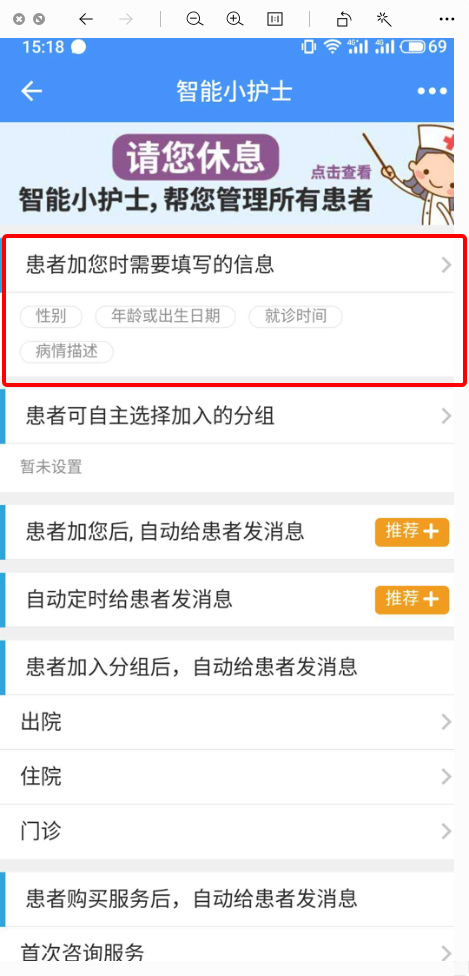 1:1
15:18
4G+ 4G 69
智能小护士
请您休息
点击查看
智能小护士, 帮您管理所有患者
患者加您时需要填写的信息
性别 年龄或出生日期 就诊时间
病情描述
患者可自主选择加入的分组
暂未设置
患者加您后, 自动给患者发消息
推荐
自动定时给患者发消息
推荐
患者加入分组后，自动给患者发消息
出院
住院
门诊
患者购买服务后，自动给患者发消息
首次咨询服务